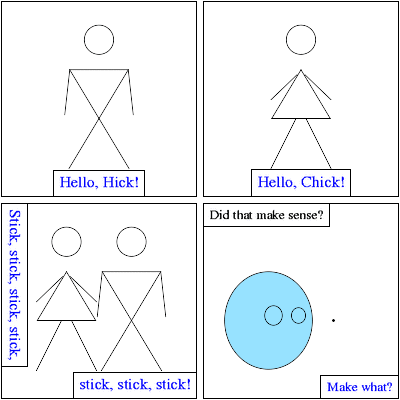 Hello, Hick!
Hello, Chick!
Stick, stick, stick, stick,
stick, stick, stick!
Did that make sense?
Make what?